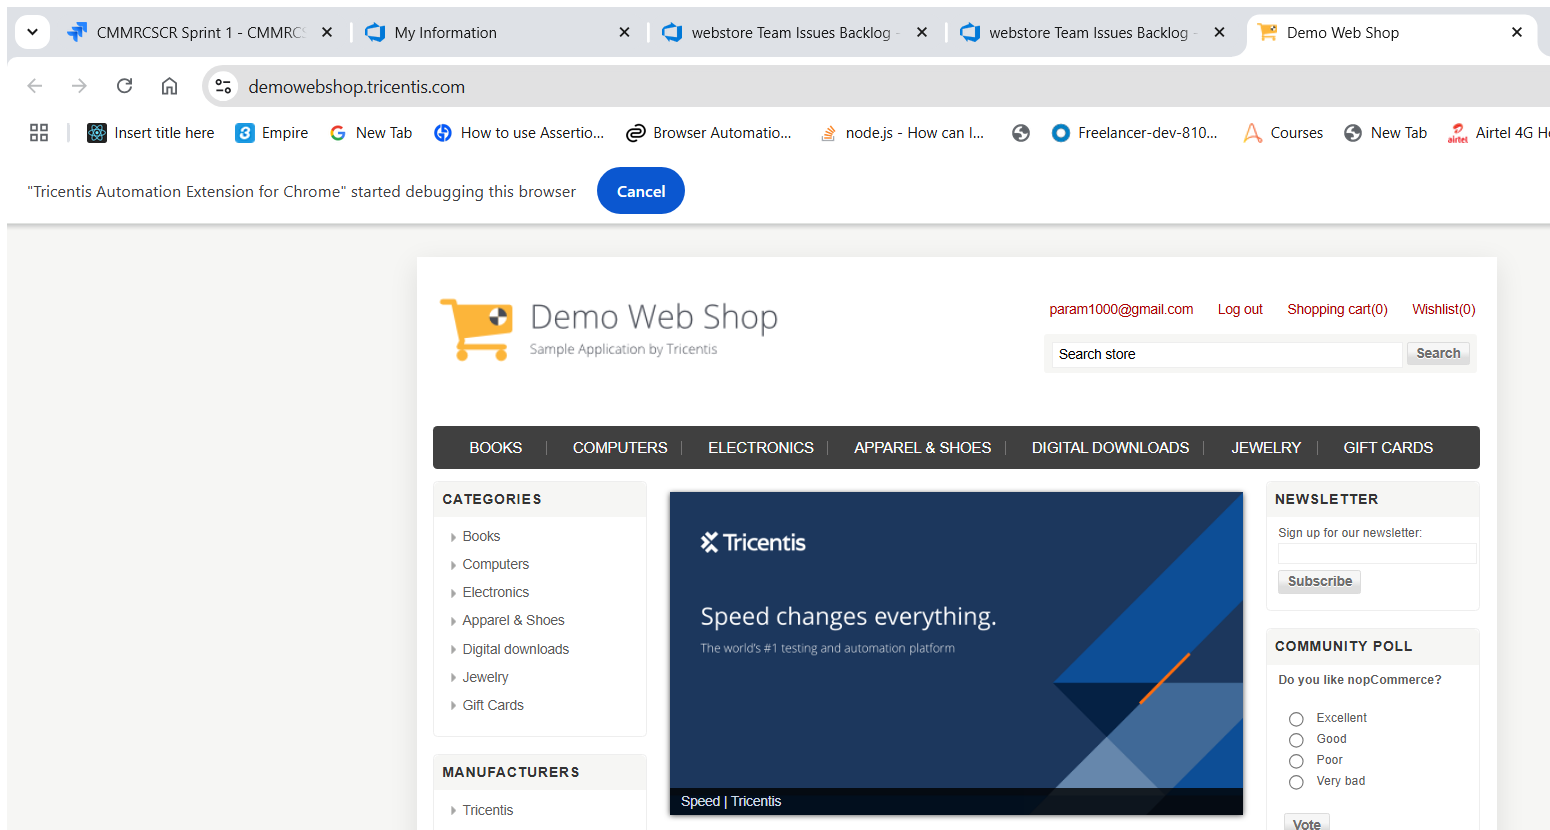 CMMRCSCR Sprint 1 - CMMRCS
My Information
webstore Team Issues Backlog -
webstore Team Issues Backlog -
Demo Web Shop
demowebshop.tricentis.com
Insert title here
Empire
New Tab
How to use Assertio...
Browser Automatio...
node.js - How can I...
Freelancer-dev-810...
Courses
New Tab
airtel
Airtel 4G Ho
"Tricentis Automation Extension for Chrome" started debugging this browser
Cancel
Demo Web Shop
Sample Application by Tricentis
param1000@gmail.com
Log out
Shopping cart(0)
Wishlist(0)
Search store
Search
BOOKS
COMPUTERS
ELECTRONICS
APPAREL & SHOES
DIGITAL DOWNLOADS
JEWELRY
GIFT CARDS
CATEGORIES
Books
Computers
Electronics
Apparel & Shoes
Digital downloads
Jewelry
Gift Cards
MANUFACTURERS
Tricentis
Tricentis
Speed changes everything.
The world's #1 testing and automation platform
Speed | Tricentis
NEWSLETTER
Sign up for our newsletter:
Subscribe
COMMUNITY POLL
Do you like nopCommerce?
Excellent
Good
Poor
Very bad
Vote